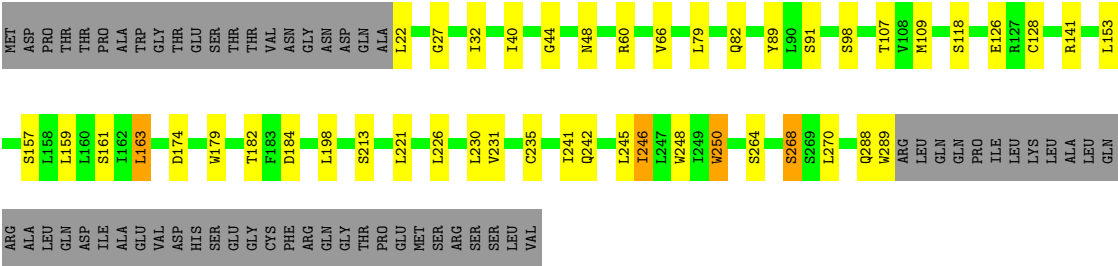 MET ASP PRO THR THR PRO ALA TRP GLY THR GLU SER THR THR VAL ASN GLY ASN ASP GLN ALA L22 G27 I32 I40 G44 N48 R60 V66 L79 Q82 Y89 L90 S91 S98 T107 V108 M109 S118 E126 R127 C128 R141 L153
S157 L158 L159 L160 S161 I162 L163 D174 W179 T182 F183 D184 L198 S213 L221 L226 L230 V231 C235 I241 Q242 L245 I246 L247 W248 I249 W250 S264 S268 S269 L270 Q288 W289 ARG LEU GLN GLN PRO ILE LEU LYS LEU ALA LEU GLN
ARG ALA LEU GLN ASP ILE ALA GLU VAL ASP HIS SER GLU GLY CYS PHE ARG GLN GLY THR PRO GLU MET SER ARG SER SER LEU VAL